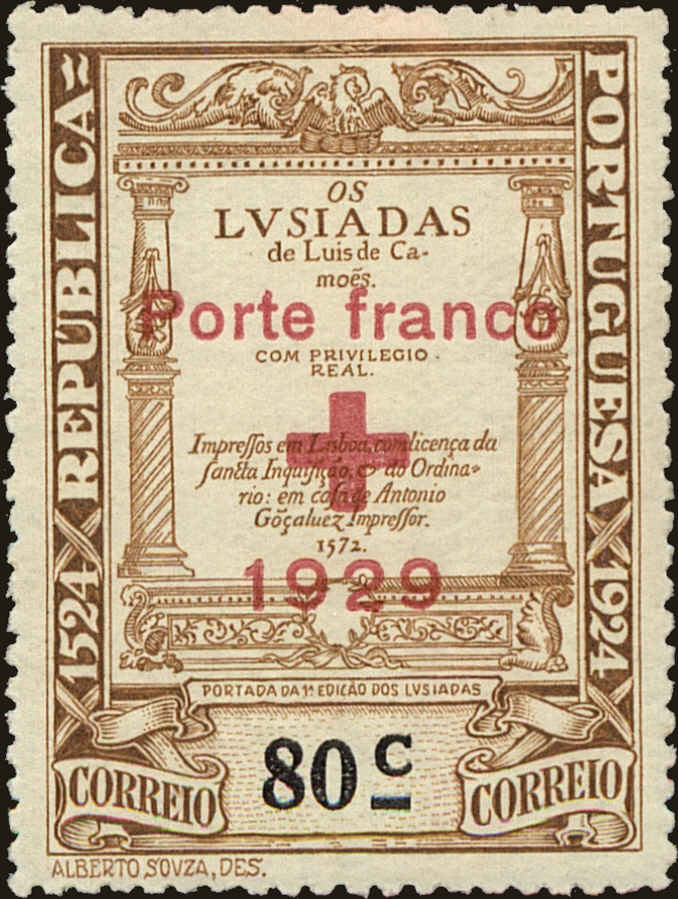 REPUBLICA
PORTUGUESA
1524
1924
OS
LVSIADAS
de Luis de Ca-
moẽs.
Porte franco
COM PRIVILEGIO
REAL.
Impreſſos em Lisboa, com licença da
ſancta Inquiſição, & do Ordina-
rio: em caſa de Antonio
Gõçaluez Impreſſor.
1572.
1929
PORTADA DA 1ª EDIÇÃO DOS LVSIADAS
CORREIO
80 C
CORREIO
ALBERTO SOVZA, DES.